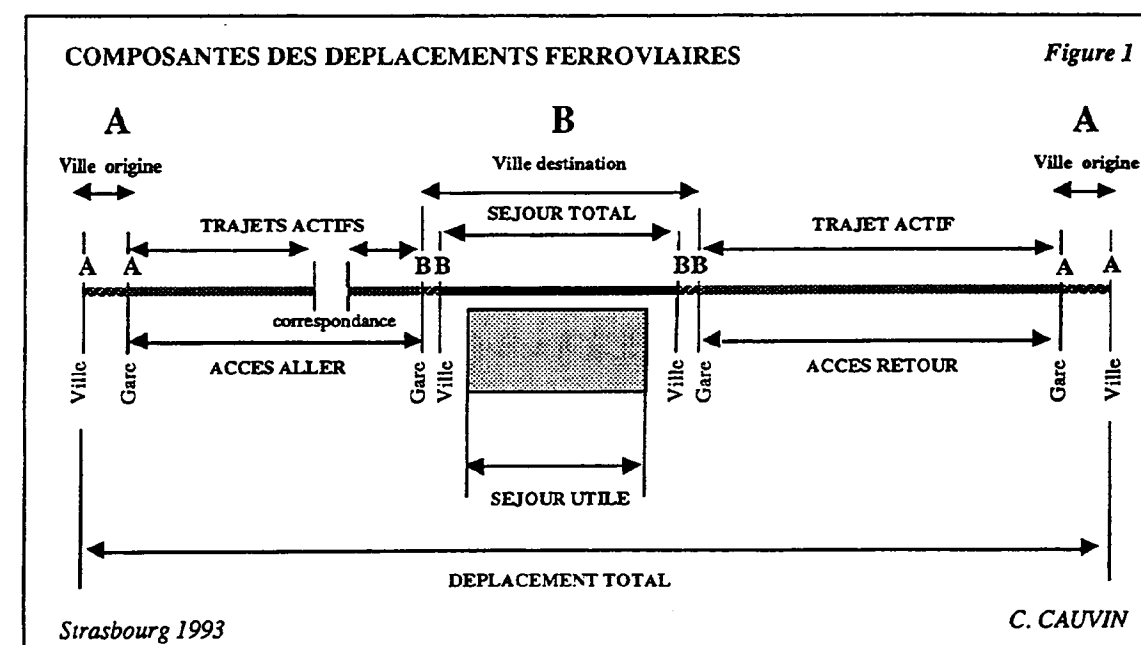 COMPOSANTES DES DEPLACEMENTS FERROVIAIRES
Figure 1
A
B
A
Ville origine
Ville destination
Ville origine
SEJOUR TOTAL
TRAJETS ACTIFS
TRAJET ACTIF
A A B B B B A A
correspondance
ACCES ALLER
ACCES RETOUR
Ville
Gare
Gare
Ville
Ville
Gare
Gare
Ville
SEJOUR UTILE
DEPLACEMENT TOTAL
Strasbourg 1993
C. CAUVIN